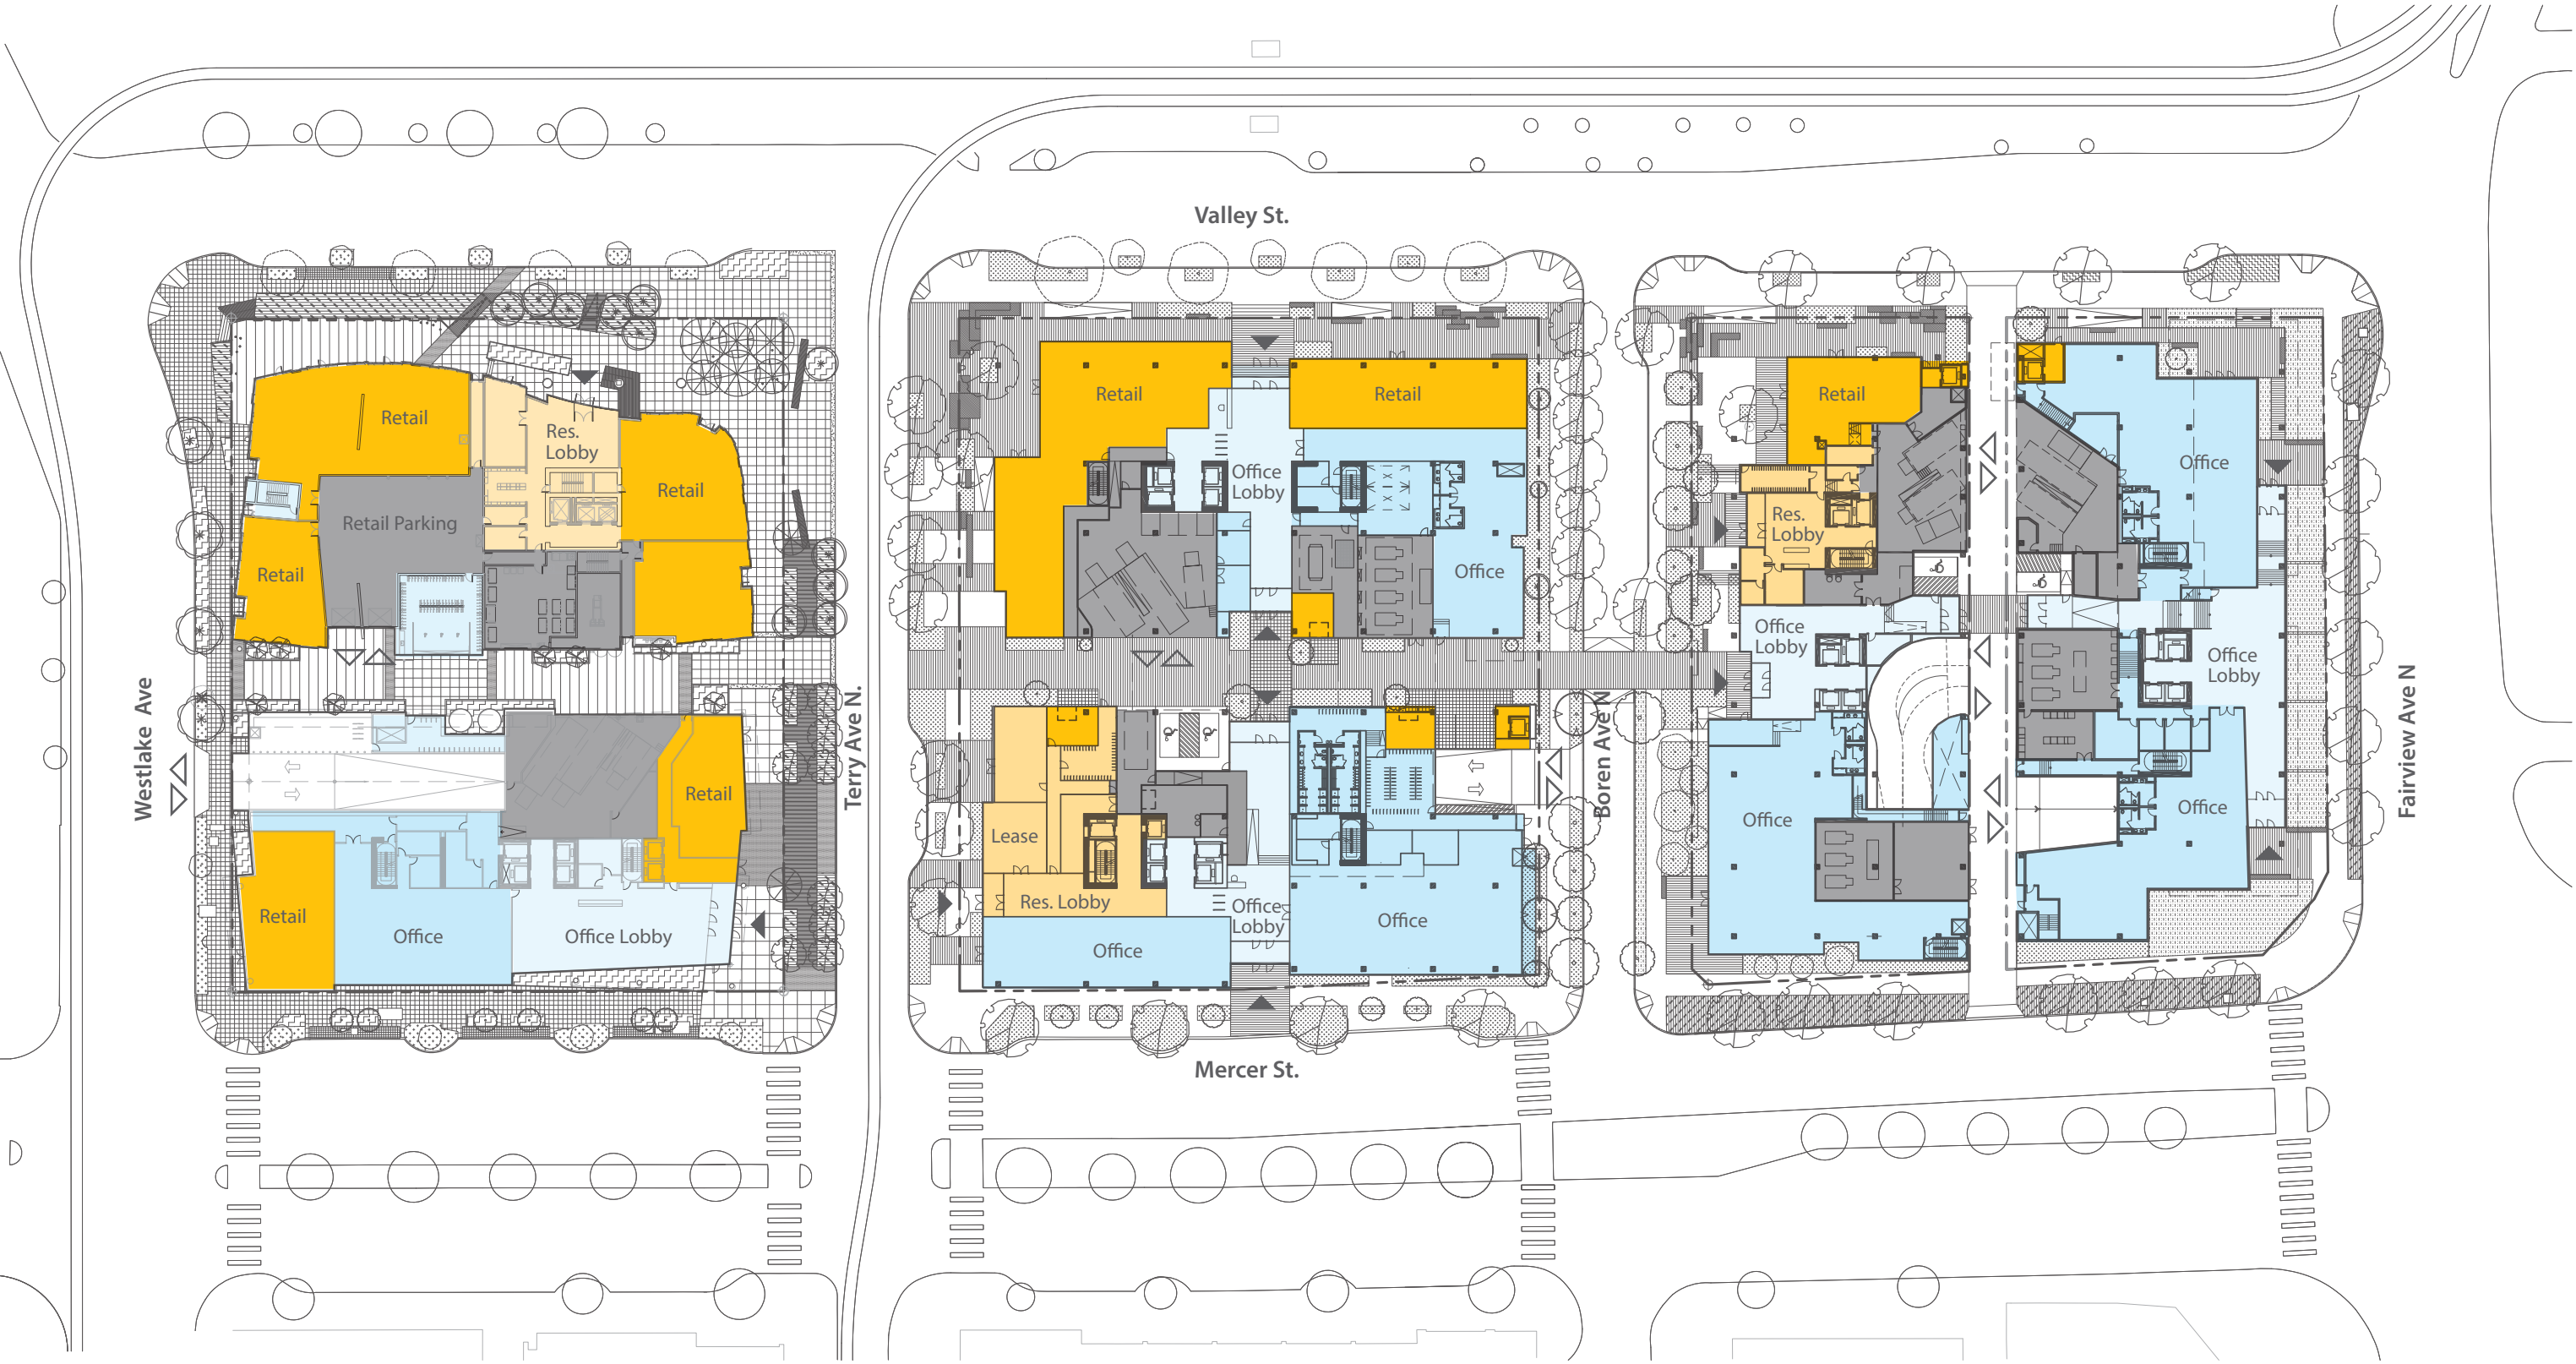 Valley St.
Retail
Res.
Lobby
Retail
Retail Parking
Retail
Westlake Ave
Retail
Retail
Office
Office Lobby
Terry Ave N.
Retail
Retail
Office
Lobby
Office
Lease
Res. Lobby
Office
Lobby
Office
Office
Boren Ave N
Mercer St.
Retail
Res.
Lobby
Office
Lobby
Office
Office
Office
Lobby
Office
Fairview Ave N